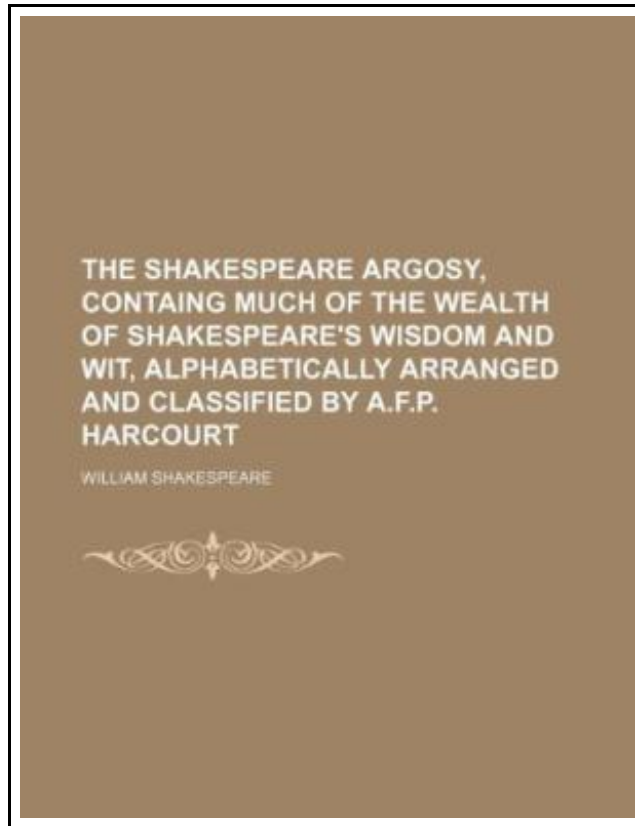 THE SHAKESPEARE ARGOSY,
CONTAING MUCH OF THE WEALTH
OF SHAKESPEARE'S WISDOM AND
WIT, ALPHABETICALLY ARRANGED
AND CLASSIFIED BY A.F.P.
HARCOURT
WILLIAM SHAKESPEARE